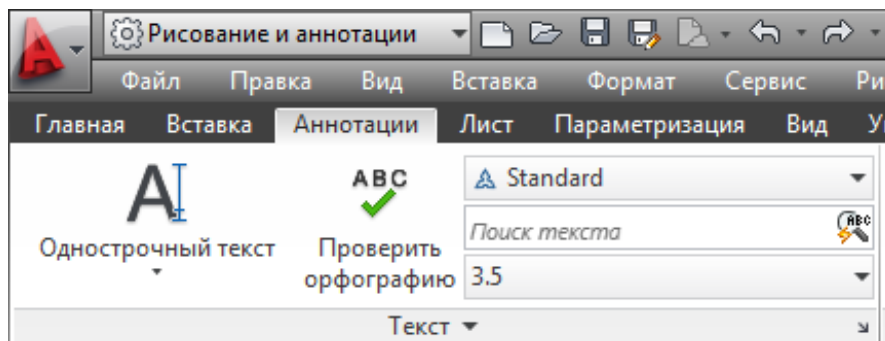 Рисование и аннотации
Файл Правка Вид Вставка Формат Сервис
Главная Вставка Аннотации Лист Параметризация Вид
A ABC Standard
Поиск текста ABC
Однострочный текст Проверить орфографию 3.5
Текст